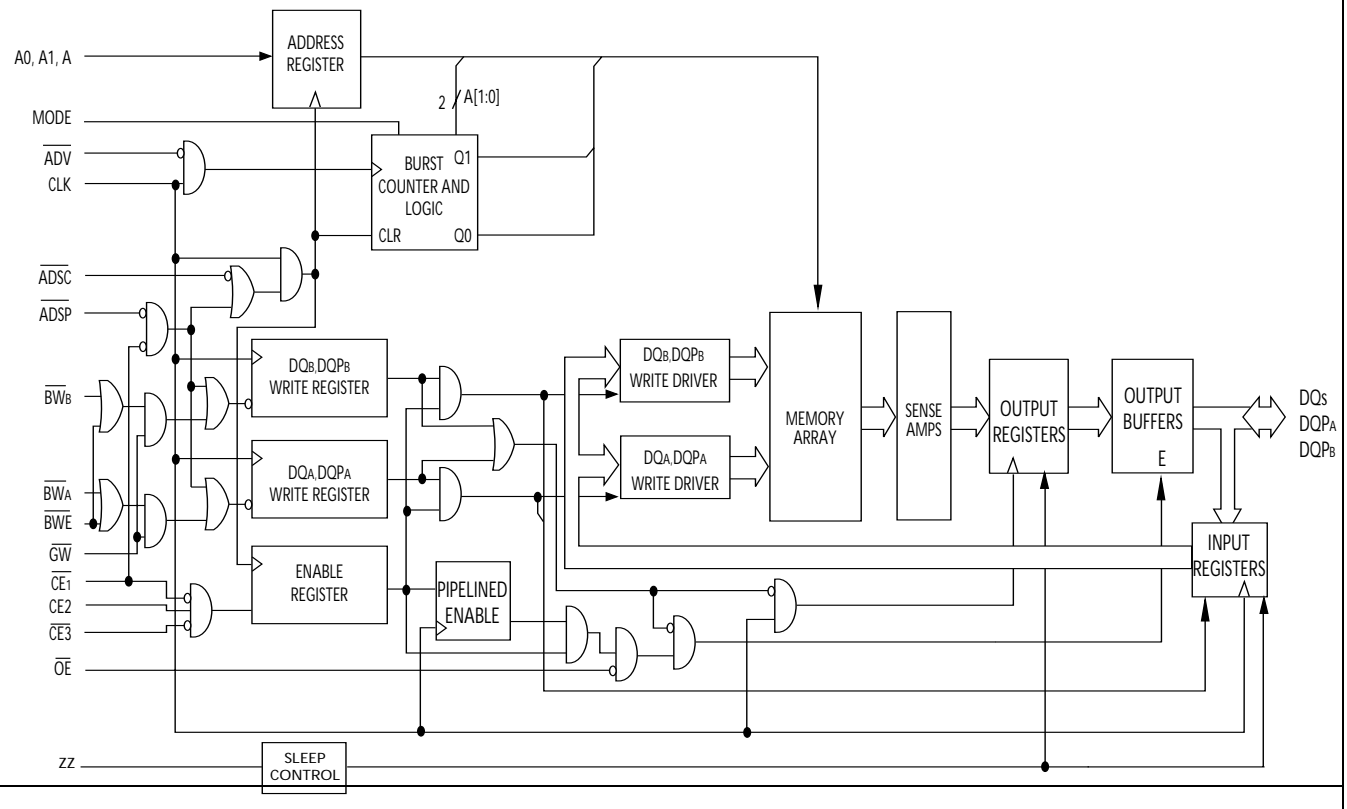 A0, A1, A
ADDRESS
REGISTER
MODE
2
A[1:0]
ADV
CLK
BURST
COUNTER AND
LOGIC
Q1
CLR
Q0
ADSC
ADSP
DQB,DQPB
WRITE REGISTER
DQB,DQPB
WRITE DRIVER
BWB
MEMORY
ARRAY
SENSE
AMPS
OUTPUT
REGISTERS
OUTPUT
BUFFERS
E
DQs
DQPA
DQPB
DQA,DQPA
WRITE REGISTER
DQA,DQPA
WRITE DRIVER
BWA
BWE
GW
INPUT
REGISTERS
CE1
CE2
CE3
ENABLE
REGISTER
PIPELINED
ENABLE
OE
ZZ
SLEEP
CONTROL